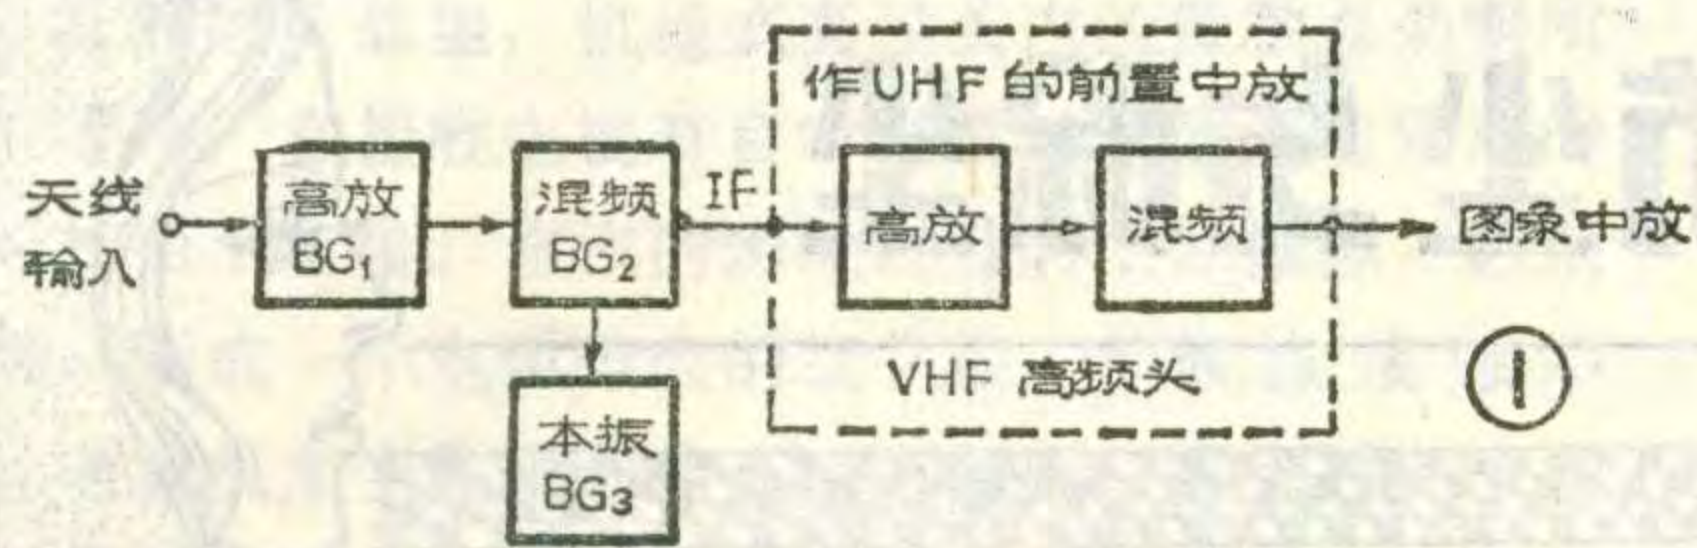 作UHF的前置中放
天线
输入
高放
BG₁
混频
BG₂
IF
高放
混频
图象中放
VHF 高频头
本振
BG₃
①